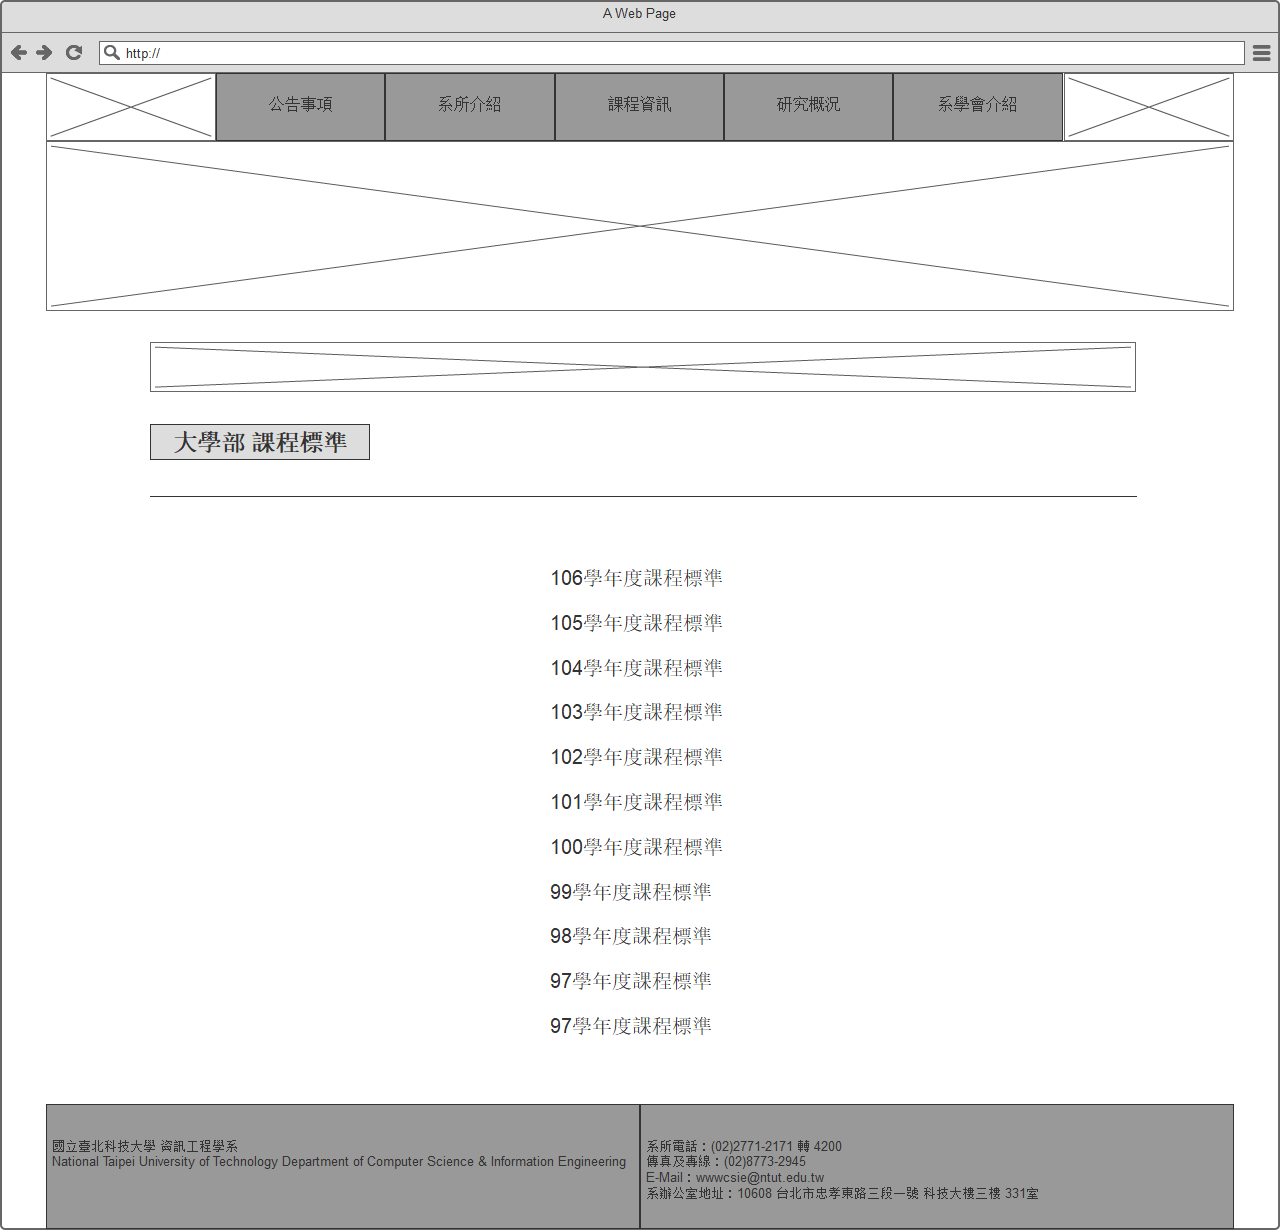 A Web Page
http://
公告事項
系所介紹
課程資訊
研究概況
系學會介紹
大學部 課程標準
106學年度課程標準
105學年度課程標準
104學年度課程標準
103學年度課程標準
102學年度課程標準
101學年度課程標準
100學年度課程標準
99學年度課程標準
98學年度課程標準
97學年度課程標準
97學年度課程標準
國立臺北科技大學 資訊工程學系
National Taipei University of Technology Department of Computer Science & Information Engineering
系所電話：(02)2771-2171 轉 4200
傳真及專線：(02)8773-2945
E-Mail：wwwcsie@ntut.edu.tw
系辦公室地址：10608 台北市忠孝東路三段一號 科技大樓三樓 331室